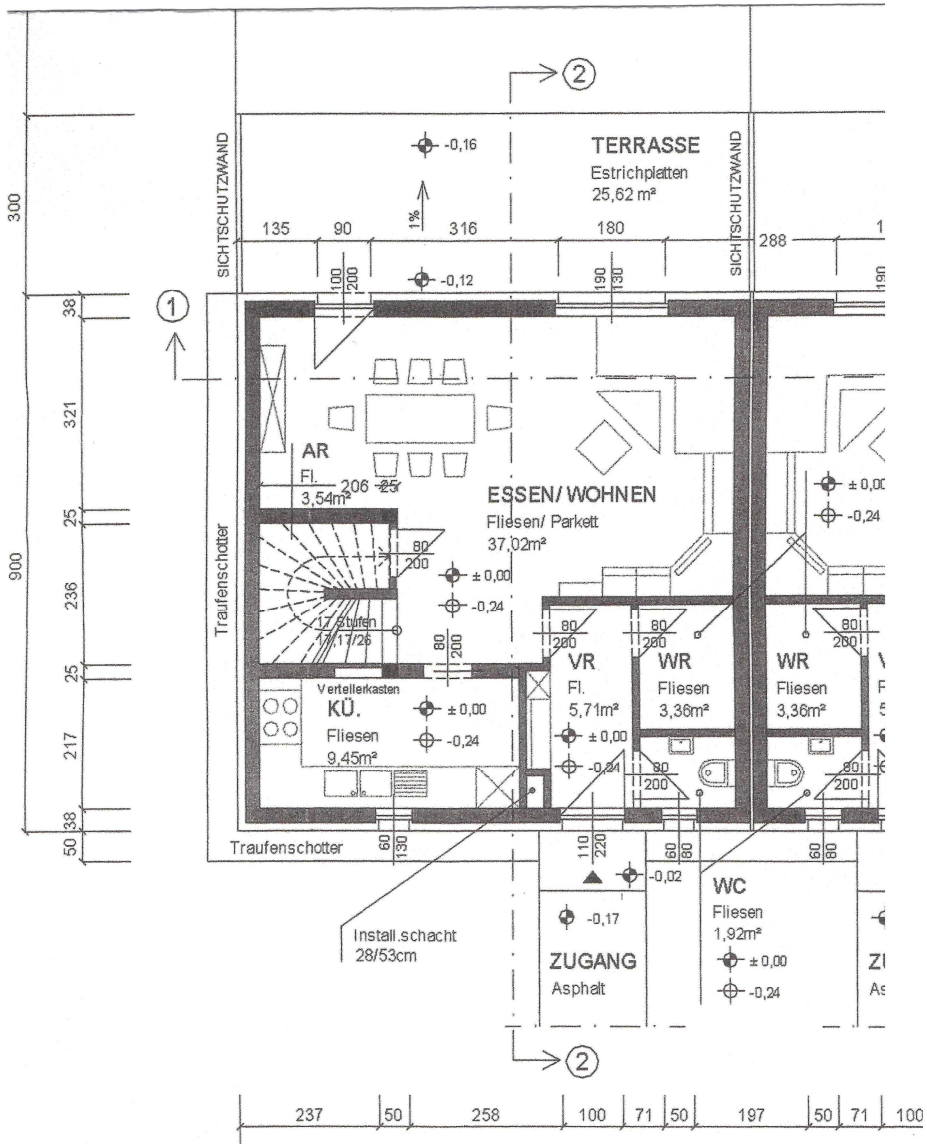 2
SICHTSCHUTZWAND
-0,16
TERRASSE
Estrichplatten
25,62 m²
SICHTSCHUTZWAND
300
1%
135
90
316
180
288
1
100
200
-0,12
190
130
190
1
38
321
AR
Fl.
3,54m²
206
25
ESSEN/ WOHNEN
Fliesen/ Parkett
37,02m²
± 0,00
-0,24
25
900
Traufenschotter
80
200
236
± 0,00
-0,24
17 Stufen
17,17/26
80
200
80
200
80
200
80
200
VR
Fl.
5,71m²
± 0,00
-0,24
WR
Fliesen
3,36m²
WR
Fliesen
3,36m²
V
F
5
25
Verteilerkasten
KÜ.
Fliesen
9,45m²
± 0,00
-0,24
217
80
200
80
200
38
50
Traufenschotter
60
130
110
220
60
80
60
80
-0,02
WC
Fliesen
1,92m²
± 0,00
-0,24
-0,17
Install.schacht
28/53cm
ZUGANG
Asphalt
ZU
As
2
237
50
258
100
71
50
197
50
71
100